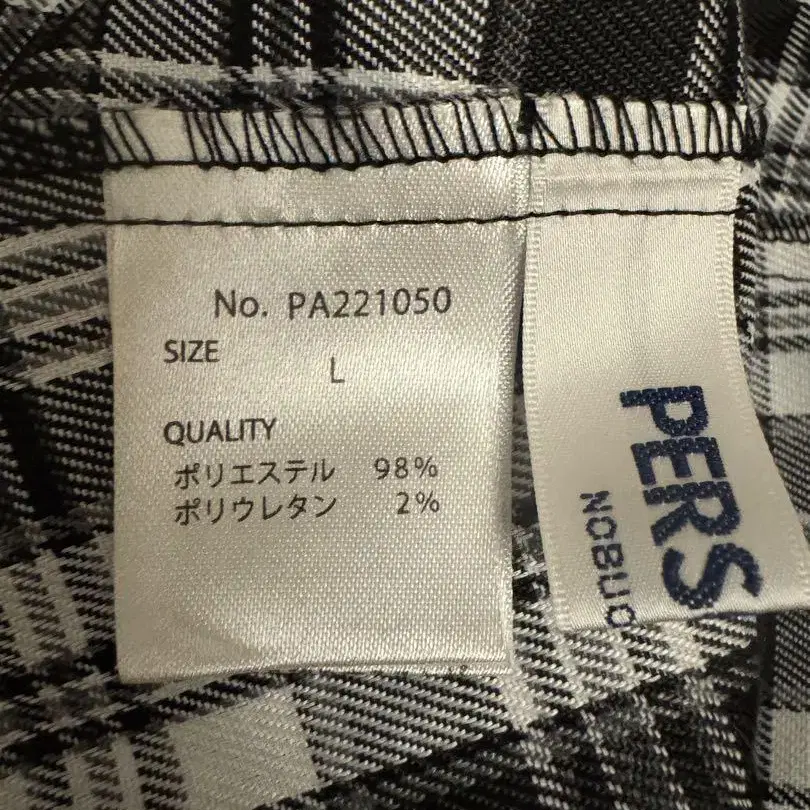 No. PA221050
SIZE
L
QUALITY
ポリエステル 98%
ポリウレタン 2%
PERS
NOBUO